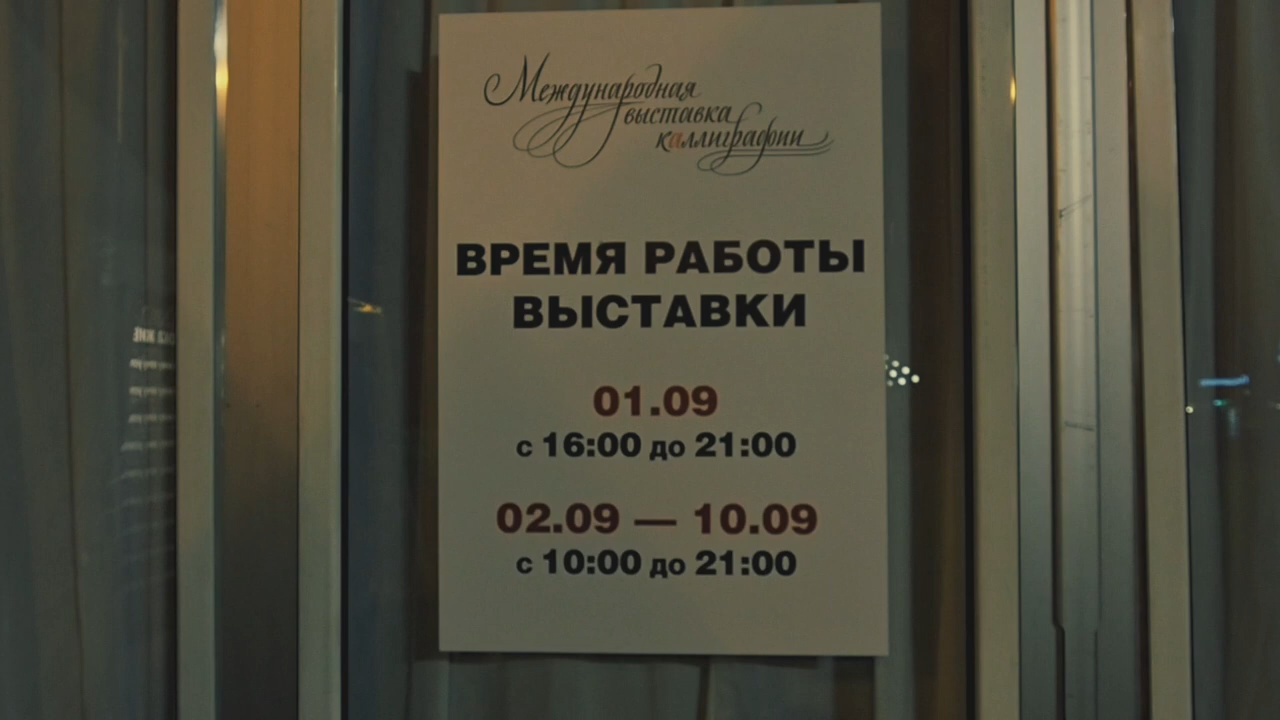 Международная
выставка
каллиграфии
ВРЕМЯ РАБОТЫ
ВЫСТАВКИ
01.09
с 16:00 до 21:00
02.09 — 10.09
с 10:00 до 21:00